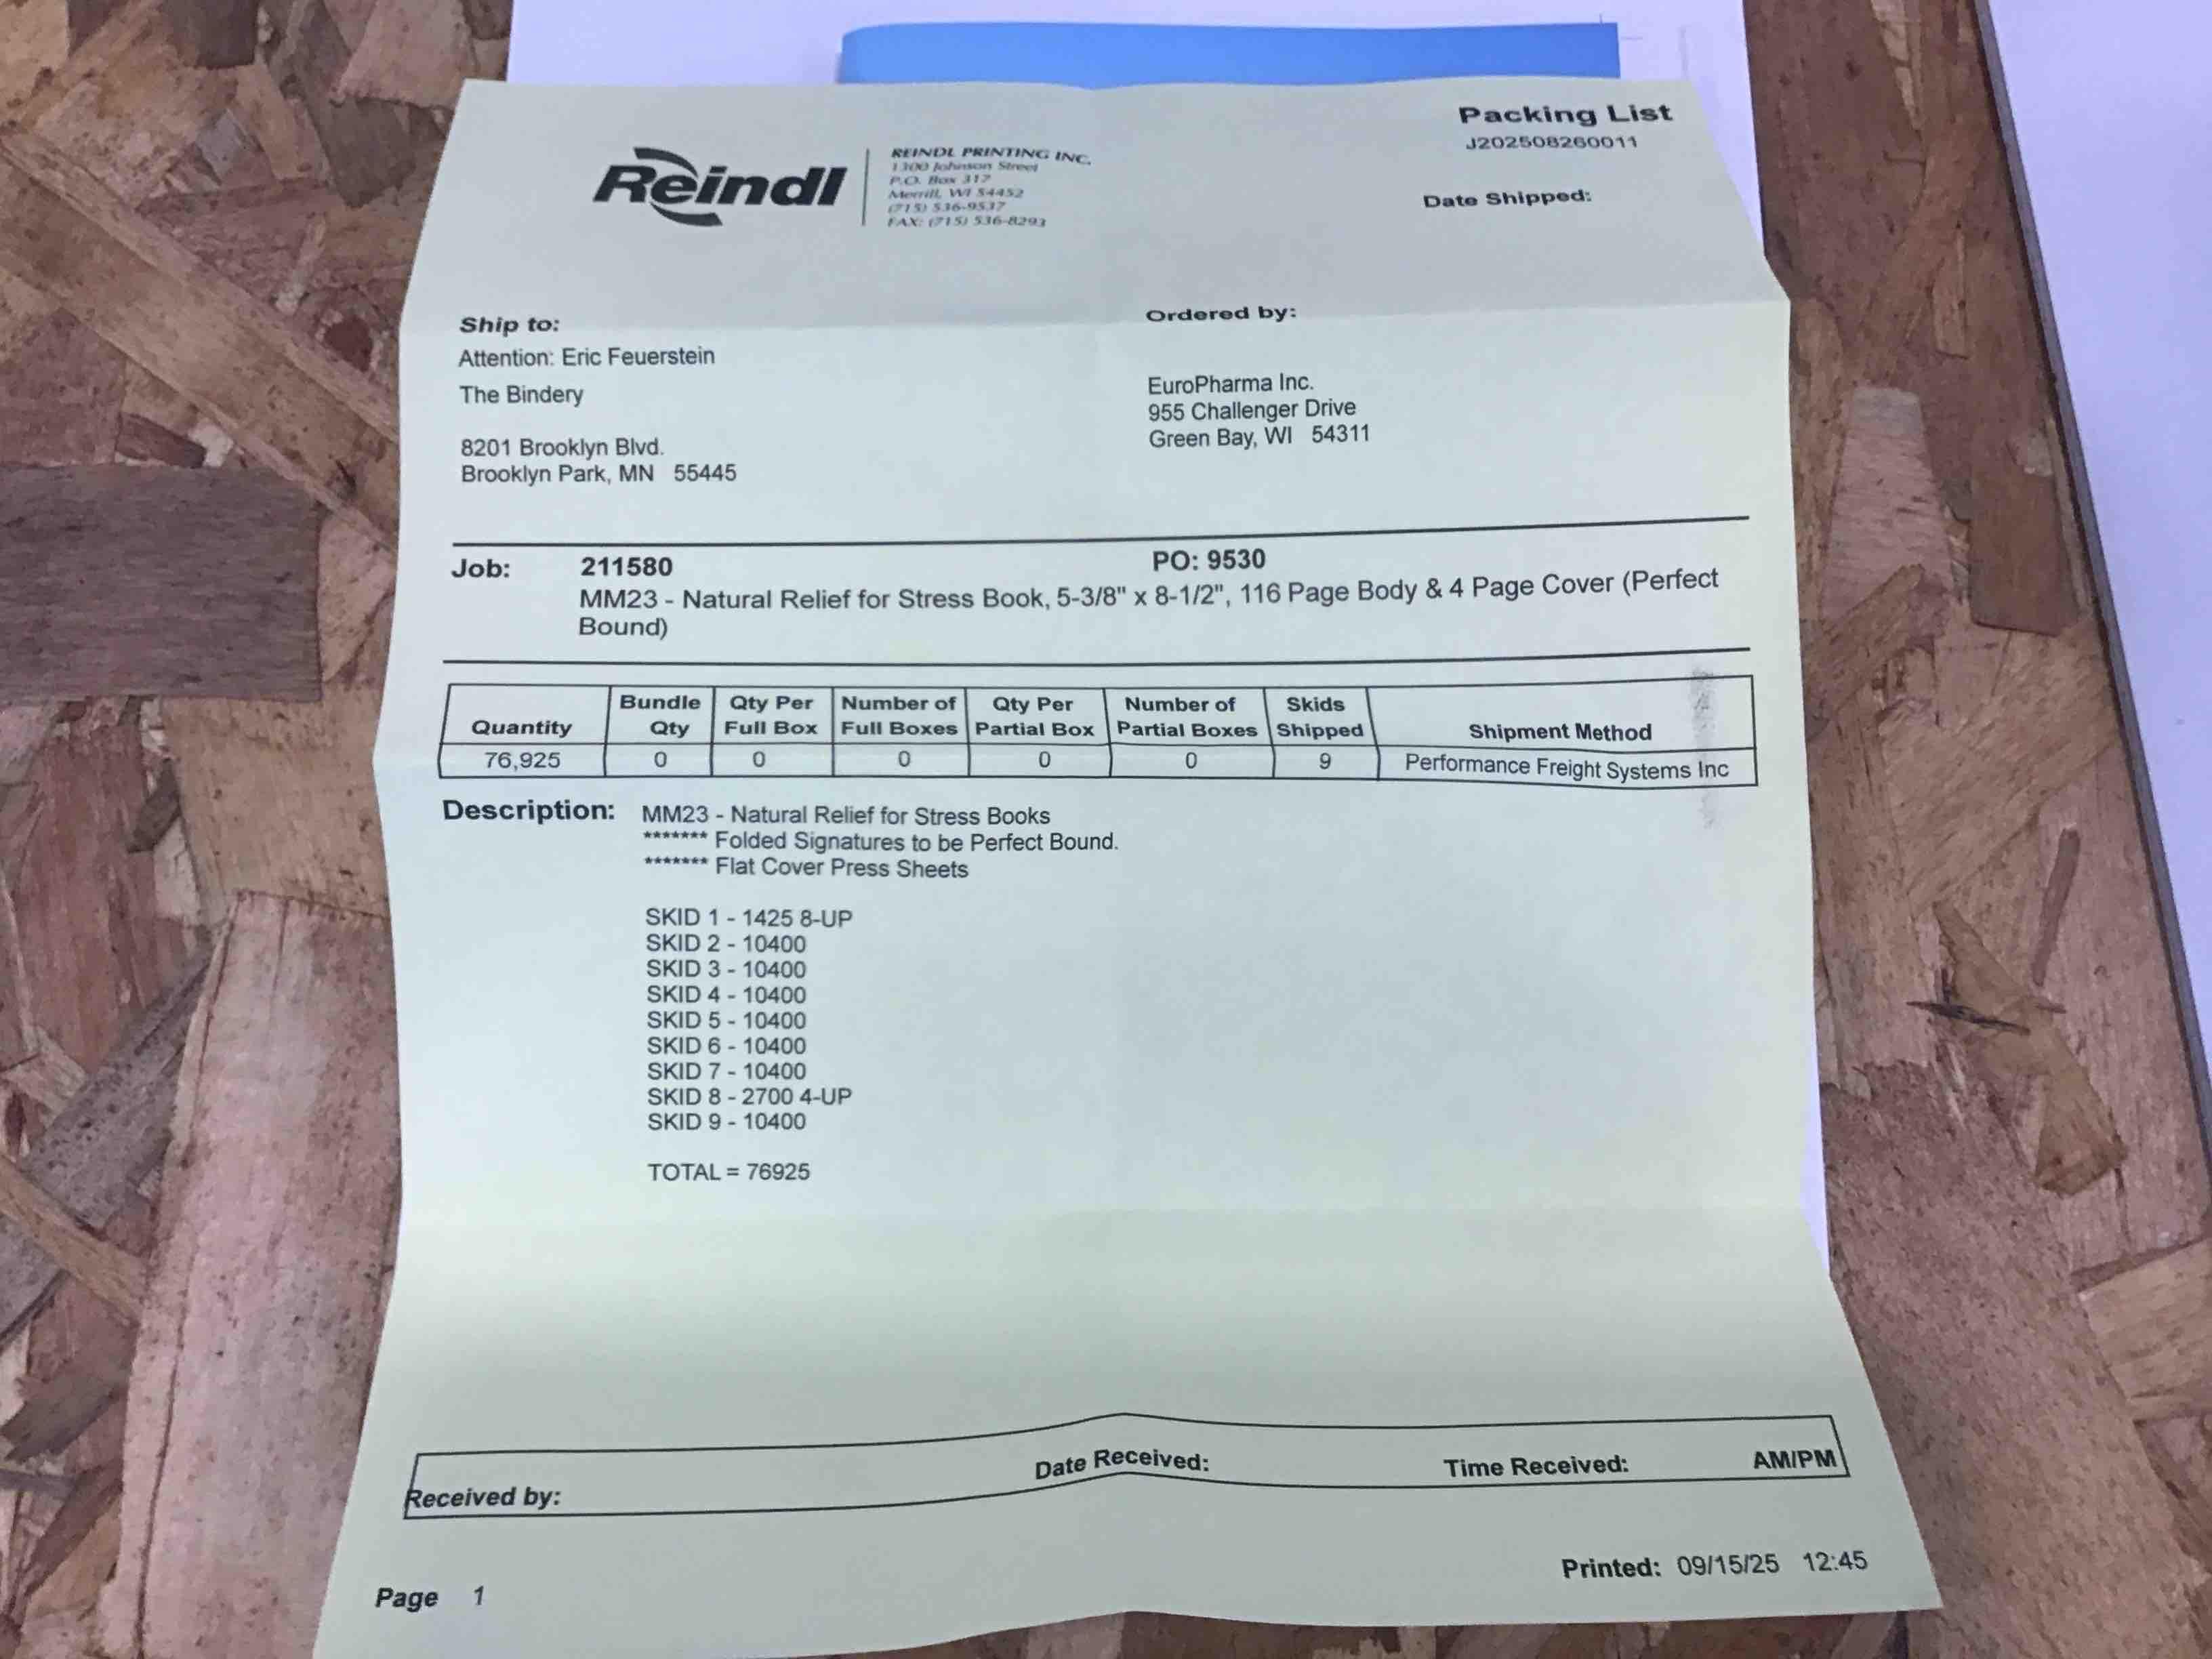 Packing List
J202508260011
Date Shipped:
Reindl
REINDL PRINTING INC.
1300 Johnson Street
P.O. Box 317
Merrill, WI 54452
(715) 536-9537
FAX: (715) 536-8293
Ship to:
Attention: Eric Feuerstein
The Bindery
8201 Brooklyn Blvd.
Brooklyn Park, MN 55445
Ordered by:
EuroPharma Inc.
955 Challenger Drive
Green Bay, WI 54311
Job: 211580 PO: 9530
MM23 - Natural Relief for Stress Book, 5-3/8" x 8-1/2", 116 Page Body & 4 Page Cover (Perfect
Bound)
Quantity Bundle Qty Qty Per Full Box Number of Full Boxes Qty Per Partial Box Number of Partial Boxes Skids Shipped Shipment Method
76,925 0 0 0 0 0 9 Performance Freight Systems Inc
Description: MM23 - Natural Relief for Stress Books
******* Folded Signatures to be Perfect Bound.
******* Flat Cover Press Sheets
SKID 1 - 1425 8-UP
SKID 2 - 10400
SKID 3 - 10400
SKID 4 - 10400
SKID 5 - 10400
SKID 6 - 10400
SKID 7 - 10400
SKID 8 - 2700 4-UP
SKID 9 - 10400
TOTAL = 76925
Received by: Date Received: Time Received: AM/PM
Printed: 09/15/25 12:45
Page 1